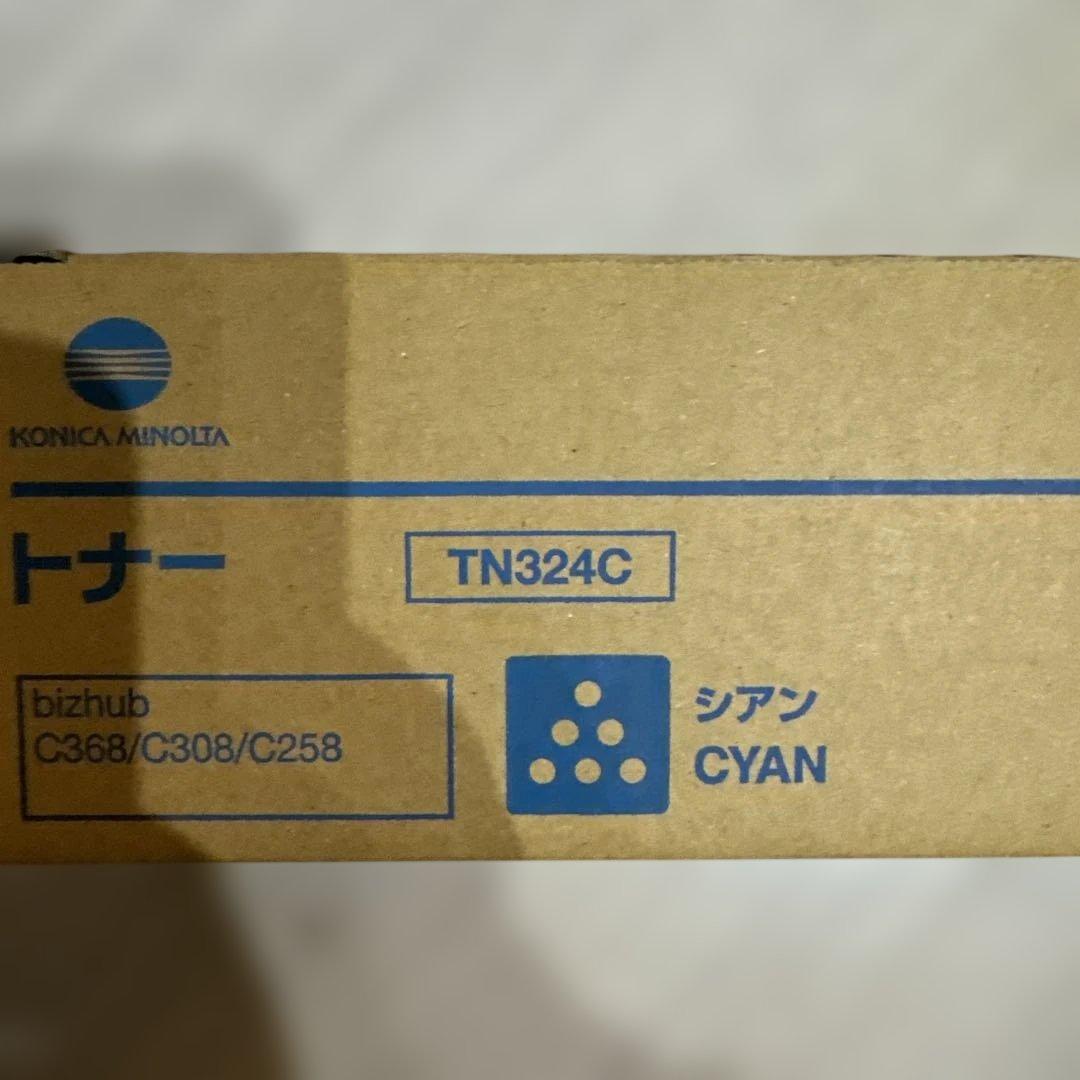 KONICA MINOLTA
トナー
TN324C
bizhub
C368/C308/C258
シアン
CYAN